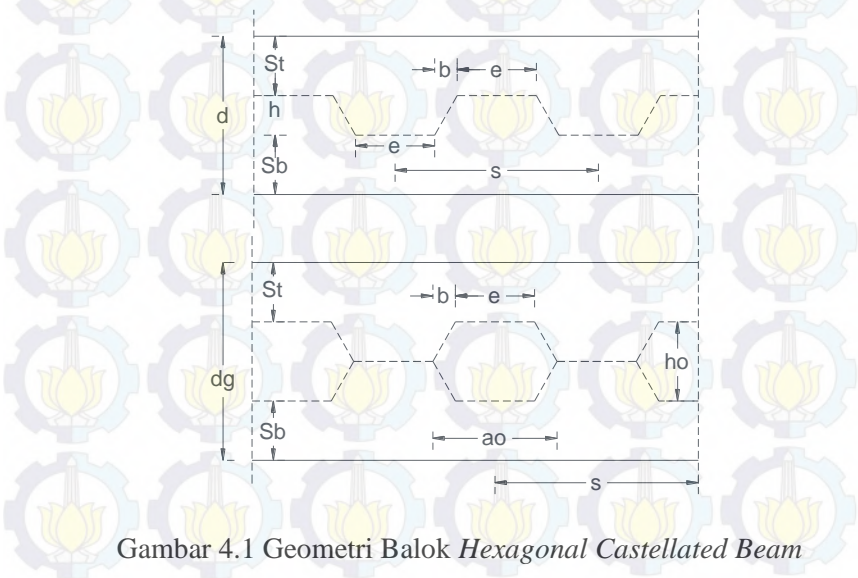 St b e
h
d
e
Sb
s
St b e
dg ho
Sb
ao
s
Gambar 4.1 Geometri Balok Hexagonal Castellated Beam